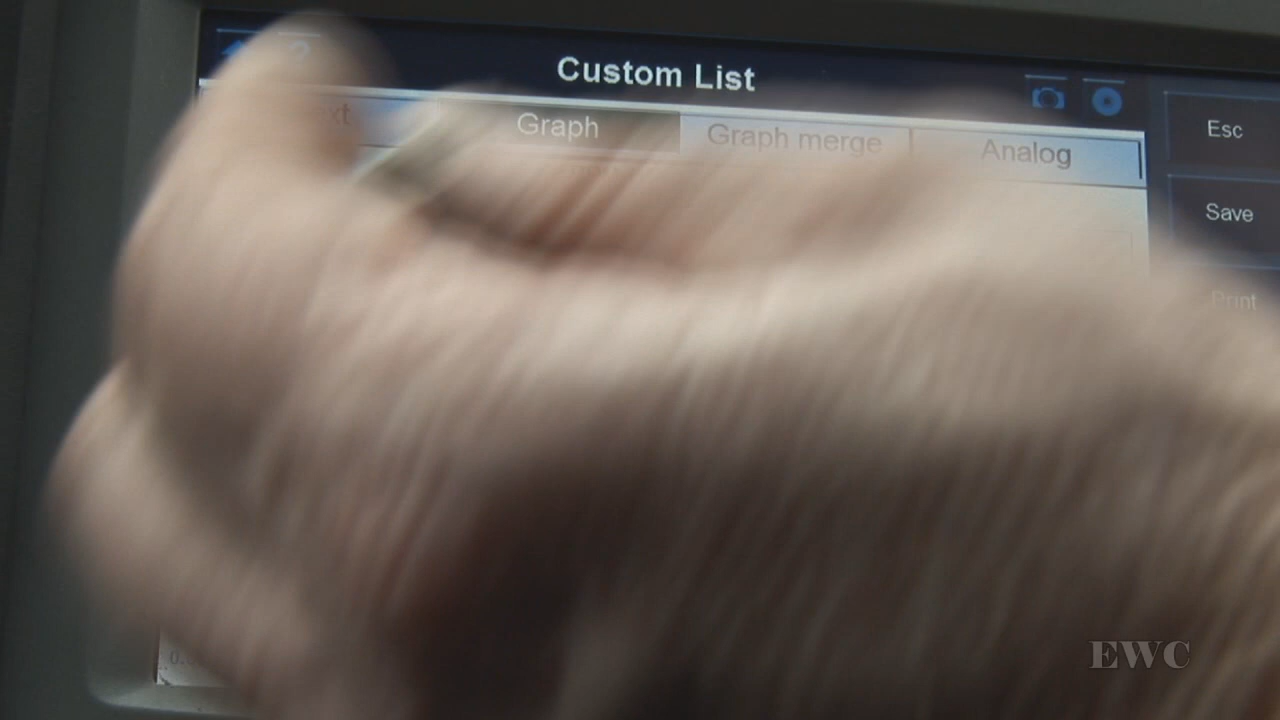 Custom List
Graph
Graph merge
Analog
Esc
Save
Print
EWC